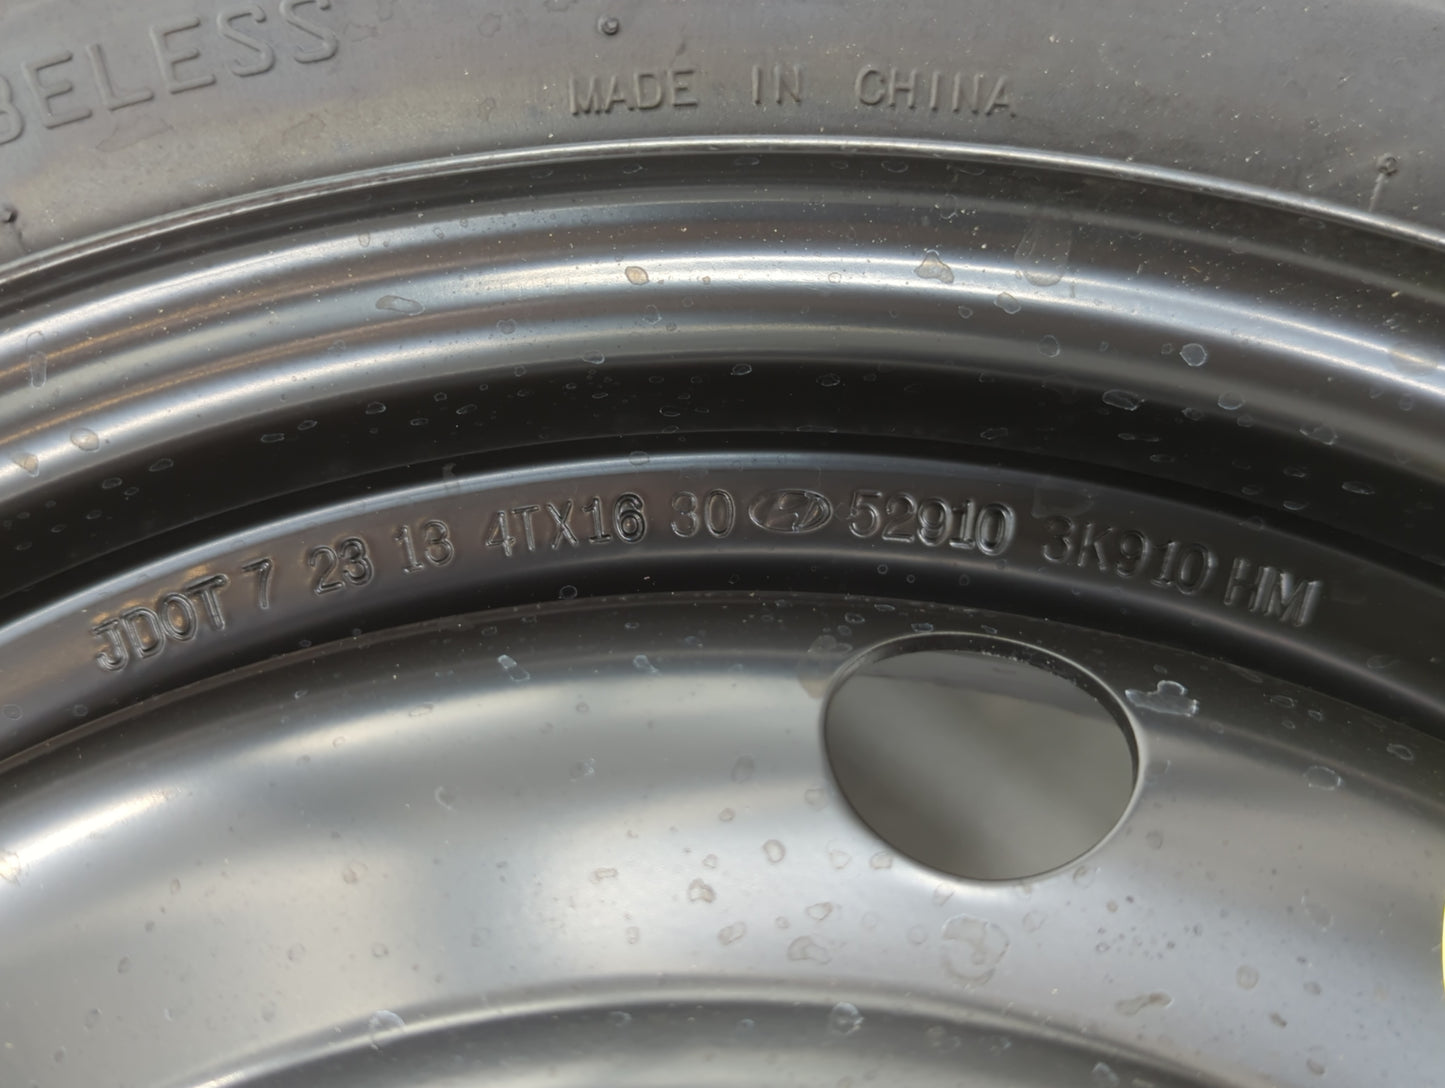 BELESS
MADE IN CHINA
JDOT 7 23 13 4TX16 30 52910 3K910 HM